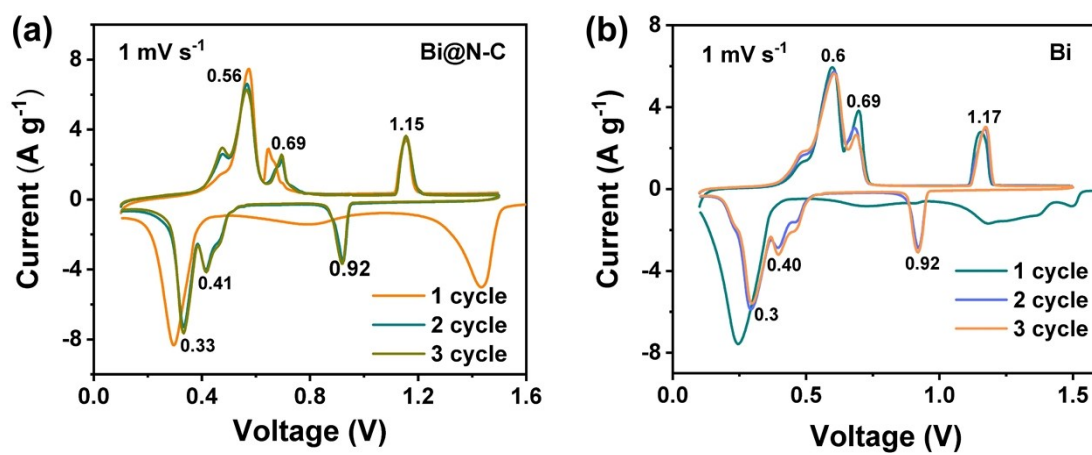 (a)
1 mV s⁻¹
Bi@N-C
0.56
0.69
1.15
0.41
0.92
0.33
1 cycle
2 cycle
3 cycle
8
4
0
-4
-8
Current (A g⁻¹)
0.0 0.4 0.8 1.2 1.6
Voltage (V)
(b)
1 mV s⁻¹
Bi
0.6
0.69
1.17
0.40
0.92
0.3
1 cycle
2 cycle
3 cycle
8
4
0
-4
-8
Current (A g⁻¹)
0.0 0.5 1.0 1.5
Voltage (V)